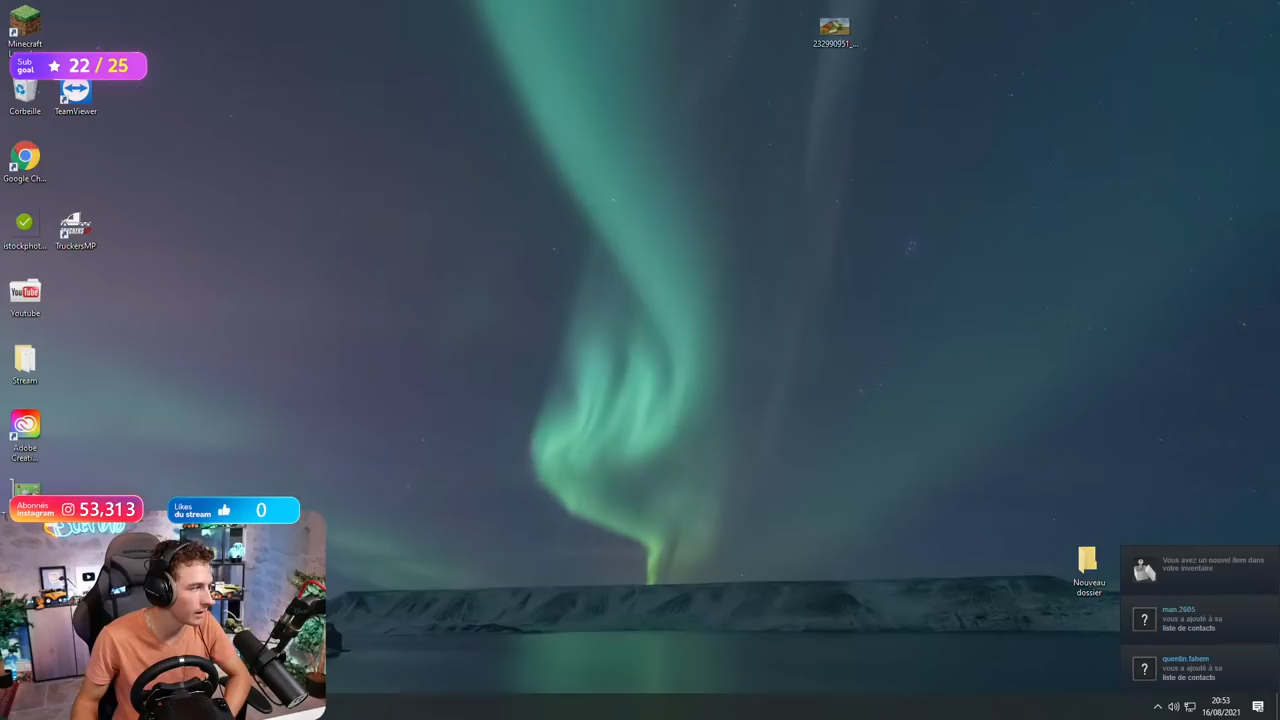 Minecraft
232990951_...
Sub
goal
22 / 25
Corbeille
TeamViewer
Google Ch...
istockphot...
TruckersMP
YouTube
Youtube
Stream
Adobe
Creati...
Abonnés
instagram
53,313
Likes
du stream
0
Nouveau
dossier
Vous avez un nouvel item dans
votre inventaire
?
man.2605
vous a ajouté à sa
liste de contacts
?
quentin.fahem
vous a ajouté à sa
liste de contacts
20:53
16/08/2021